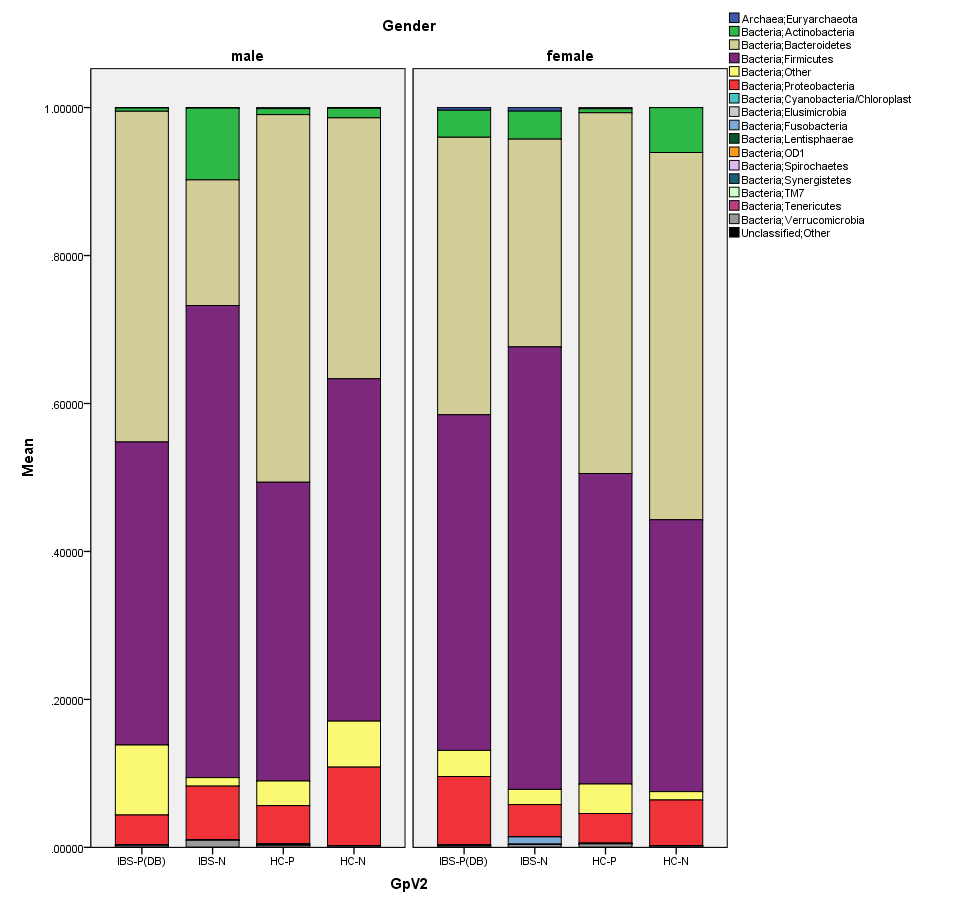 Gender
male
female
Archaea;Euryarchaeota
Bacteria;Actinobacteria
Bacteria;Bacteroidetes
Bacteria;Firmicutes
Bacteria;Other
Bacteria;Proteobacteria
Bacteria;Cyanobacteria/Chloroplast
Bacteria;Elusimicrobia
Bacteria;Fusobacteria
Bacteria;Lentisphaerae
Bacteria;OD1
Bacteria;Spirochaetes
Bacteria;Synergistetes
Bacteria;TM7
Bacteria;Tenericutes
Bacteria;Verrucomicrobia
Unclassified;Other
1.00000
.80000
.60000
.40000
.20000
.00000
Mean
IBS-P(DB) IBS-N HC-P HC-N IBS-P(DB) IBS-N HC-P HC-N
GpV2